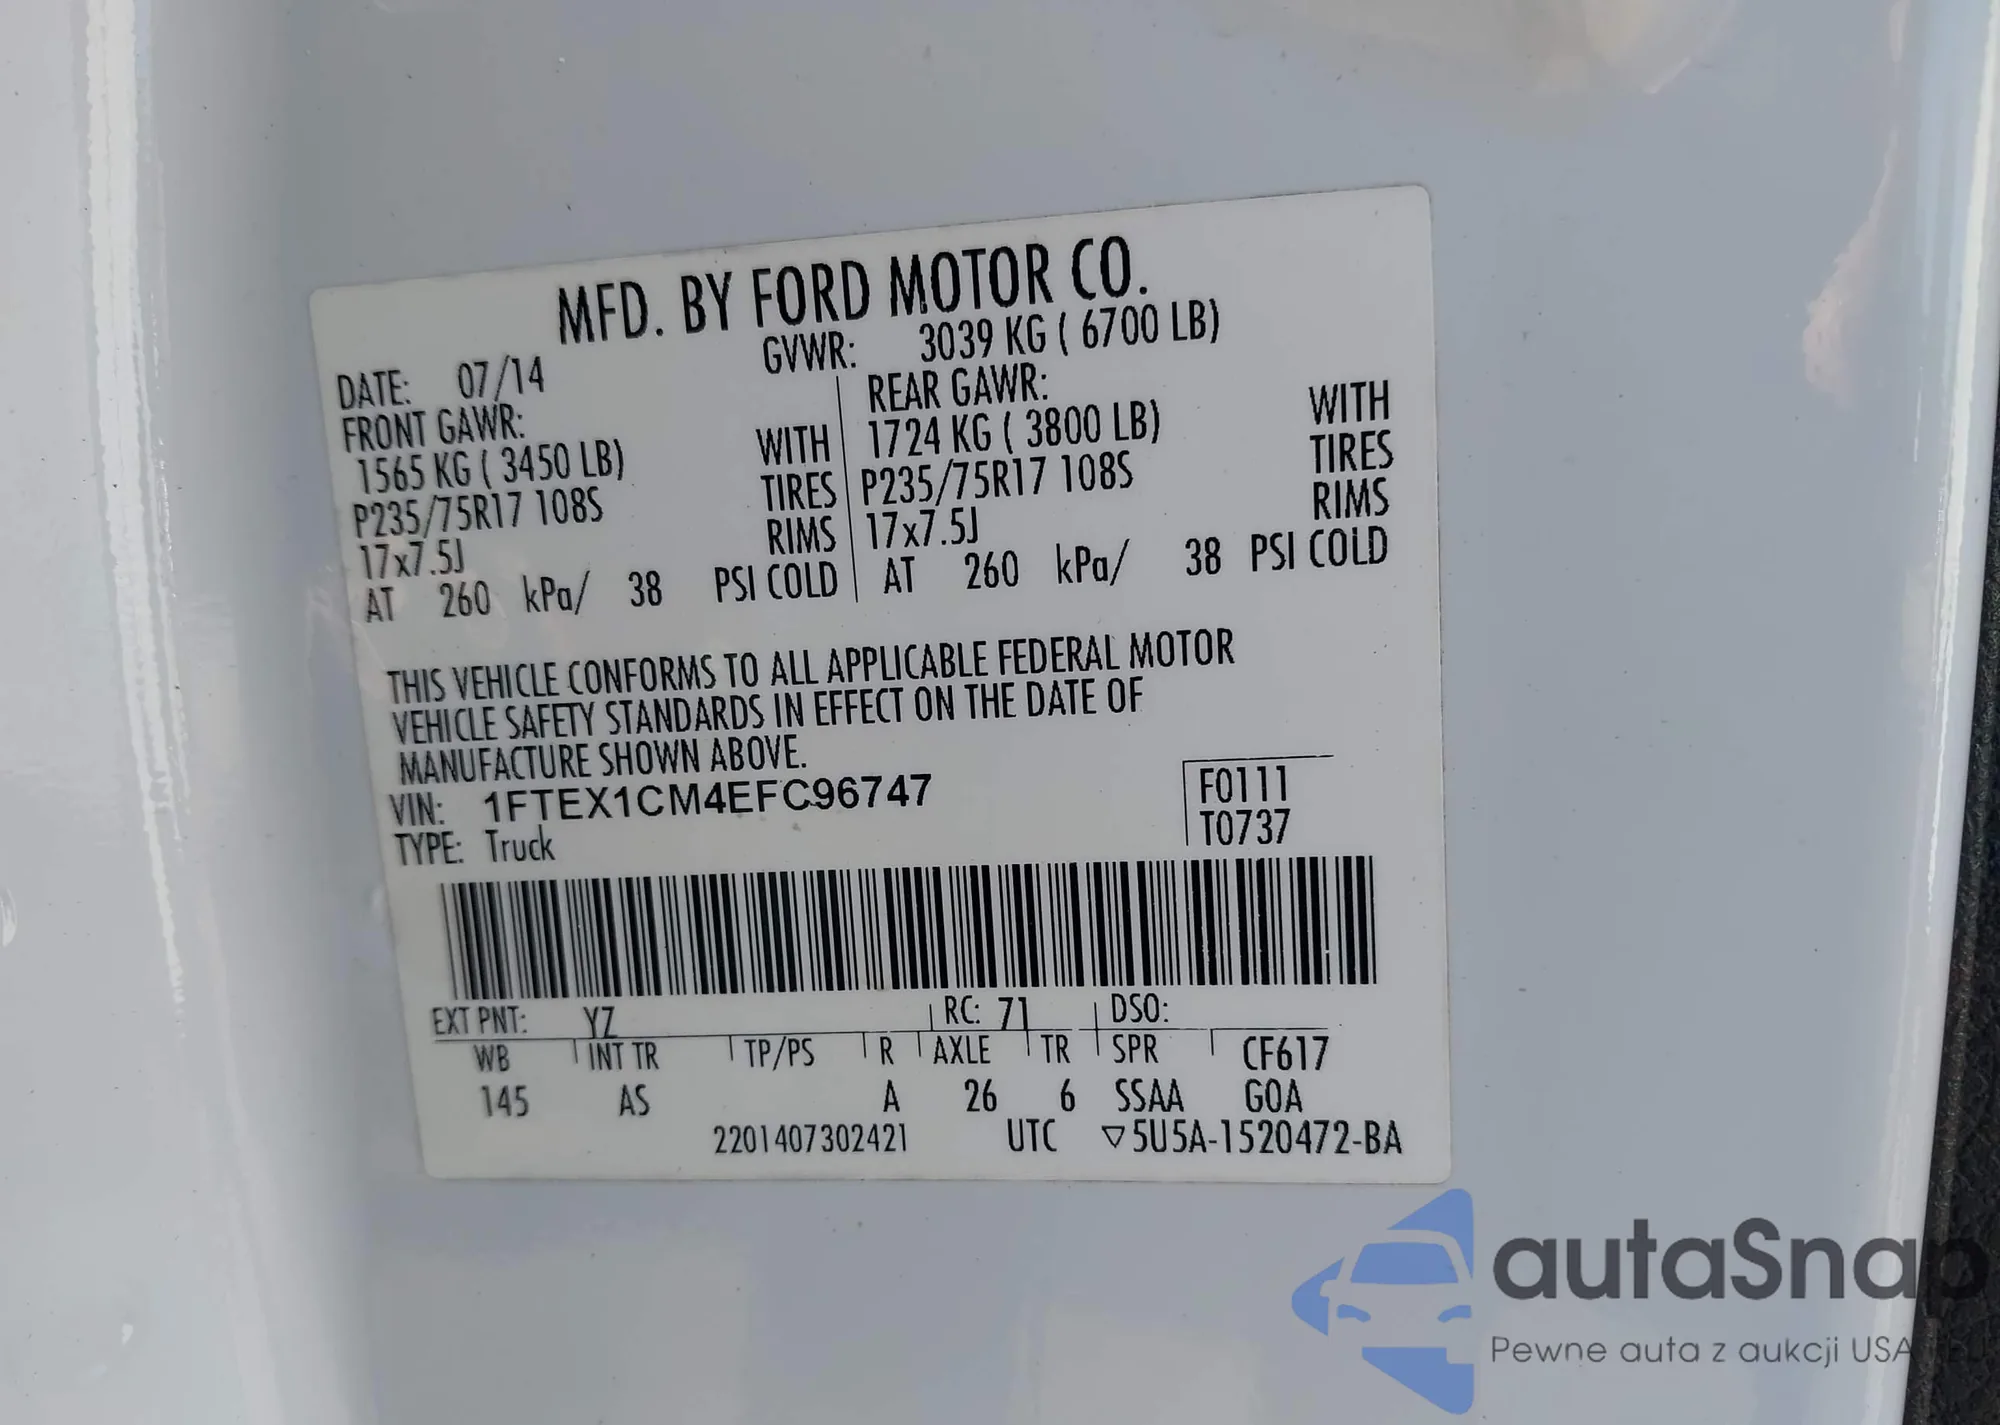 MFD. BY FORD MOTOR CO.
DATE: 07/14 GVWR: 3039 KG ( 6700 LB)
FRONT GAWR: REAR GAWR:
1565 KG ( 3450 LB) WITH 1724 KG ( 3800 LB) WITH
P235/75R17 108S TIRES P235/75R17 108S TIRES
17x7.5J RIMS 17x7.5J RIMS
AT 260 kPa/ 38 PSI COLD AT 260 kPa/ 38 PSI COLD
THIS VEHICLE CONFORMS TO ALL APPLICABLE FEDERAL MOTOR
VEHICLE SAFETY STANDARDS IN EFFECT ON THE DATE OF
MANUFACTURE SHOWN ABOVE.
VIN: 1FTEX1CM4EFC96747 F0111
TYPE: Truck T0737
EXT PNT: YZ RC: 71 DSO:
WB INT TR TP/PS R AXLE TR SPR CF617
145 AS A 26 6 SSAA GOA
2201407302421 UTC ▽5U5A-1520472-BA
autaSnap
Pewne auta z aukcji USA